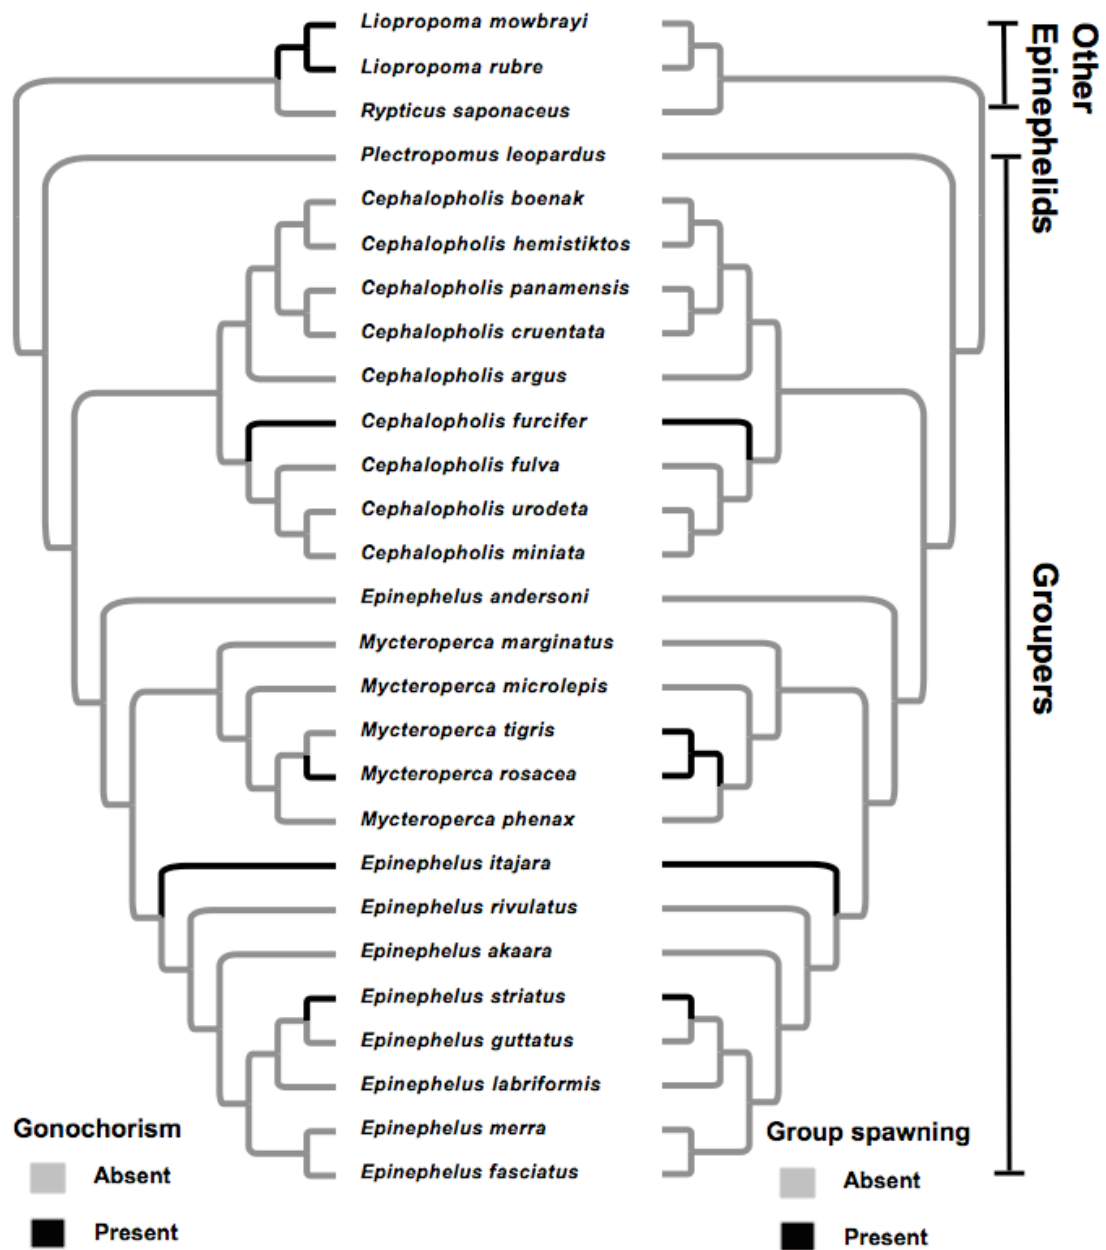 Liopropoma mowbrayi
Liopropoma rubre
Rypticus saponaceus
Plectropomus leopardus
Cephalopholis boenak
Cephalopholis hemistiktos
Cephalopholis panamensis
Cephalopholis cruentata
Cephalopholis argus
Cephalopholis furcifer
Cephalopholis fulva
Cephalopholis urodeta
Cephalopholis miniata
Epinephelus andersoni
Mycteroperca marginatus
Mycteroperca microlepis
Mycteroperca tigris
Mycteroperca rosacea
Mycteroperca phenax
Epinephelus itajara
Epinephelus rivulatus
Epinephelus akaara
Epinephelus striatus
Epinephelus guttatus
Epinephelus labriformis
Epinephelus merra
Epinephelus fasciatus
Other
Epinephelids
Groupers
Gonochorism
Absent
Present
Group spawning
Absent
Present